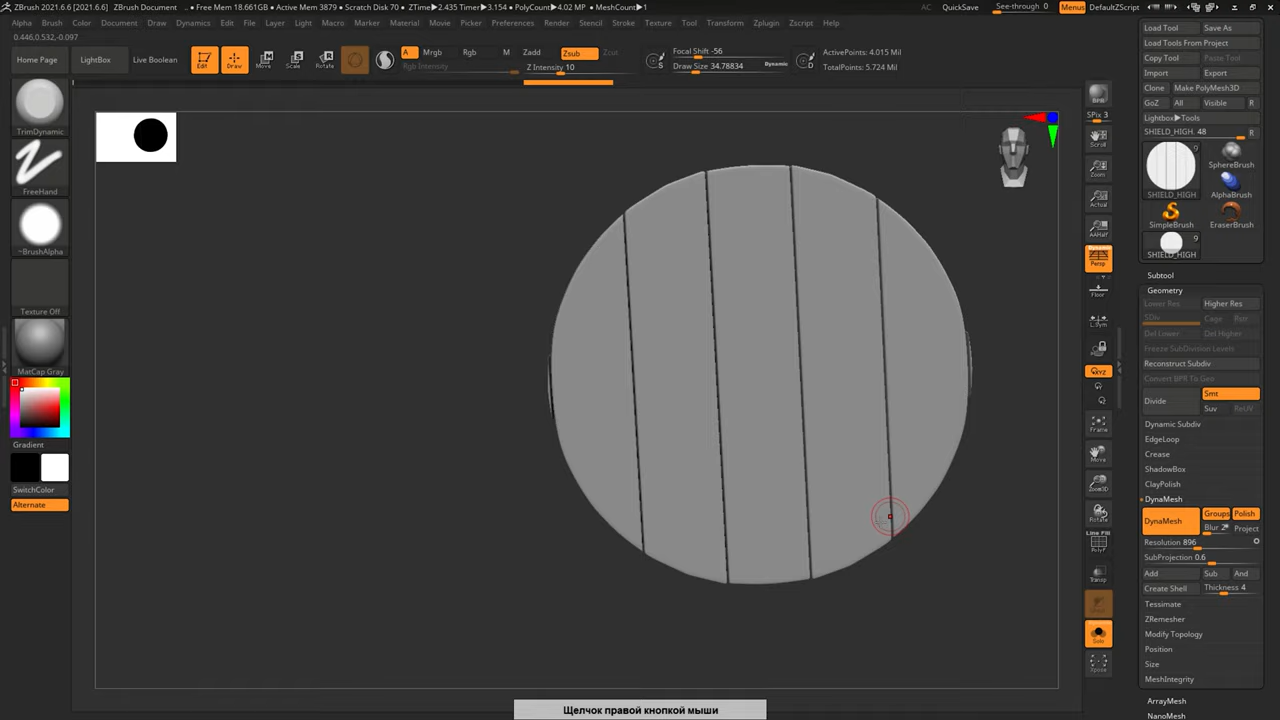 ZBrush 2021.6.6 [2021.6.6] ZBrush Document • Free Mem 18.661GB • Active Mem 3879 • Scratch Disk 70 • ZTime▶2.435 Timer▶3.154 • PolyCount▶4.02 MP • MeshCount▶1 AC QuickSave See-through 0 Menus DefaultZScript
Alpha Brush Color Document Draw Dynamics Edit File Layer Light Macro Marker Material Movie Picker Preferences Render Stencil Stroke Texture Tool Transform Zplugin Zscript Help
0.446,0.532,-0.097
Home Page LightBox Live Boolean Edit Draw Move Scale Rotate
A Mrgb Rgb M Zadd Zsub Zcut
Rgb Intensity Z Intensity 10
S Focal Shift -56
Draw Size 34.78834 Dynamic D
ActivePoints: 4.015 Mil
TotalPoints: 5.724 Mil
TrimDynamic
FreeHand
~BrushAlpha
Texture Off
MatCap Gray
Gradient
SwitchColor
Alternate
BPR
SPix 3
Scroll
Zoom
Actual
AAHalf
Dynamic
Persp
Floor
L.Sym
XYZ
Frame
Move
Zoom3D
Rotate
Line Fill
PolyF
Transp
Solo
Xpose
Load Tool Save As
Load Tools From Project
Copy Tool Paste Tool
Import Export
Clone Make PolyMesh3D
GoZ All Visible R
Lightbox▶Tools
SHIELD_HIGH. 48 R
9
SHIELD_HIGH SphereBrush
AlphaBrush
SimpleBrush EraserBrush
9
SHIELD_HIGH
Subtool
Geometry
Lower Res Higher Res
SDiv Cage Rstr
Del Lower Del Higher
Freeze SubDivision Levels
Reconstruct Subdiv
Convert BPR To Geo
Divide Smt
Suv ReUV
Dynamic Subdiv
EdgeLoop
Crease
ShadowBox
ClayPolish
DynaMesh
DynaMesh Groups Polish
Blur 2 Project
Resolution 896
SubProjection 0.6
Add Sub And
Create Shell Thickness 4
Tessimate
ZRemesher
Modify Topology
Position
Size
MeshIntegrity
ArrayMesh
NanoMesh
Щелчок правой кнопкой мыши